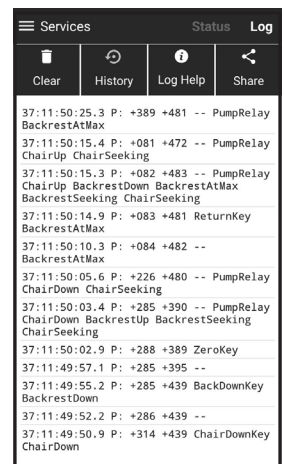 Services Status Log
Clear History Log Help Share
37:11:50:25.3 P: +389 +481 -- PumpRelay
BackrestAtMax
37:11:50:15.4 P: +081 +472 -- PumpRelay
ChairUp ChairSeeking
37:11:50:15.3 P: +082 +483 -- PumpRelay
ChairUp BackrestDown BackrestAtMax
BackrestSeeking ChairSeeking
37:11:50:14.9 P: +083 +481 ReturnKey
BackrestAtMax
37:11:50:10.3 P: +084 +482 --
BackrestAtMax
37:11:50:05.6 P: +226 +480 -- PumpRelay
ChairDown ChairSeeking
37:11:50:03.4 P: +285 +390 -- PumpRelay
ChairDown BackrestUp BackrestSeeking
ChairSeeking
37:11:50:02.9 P: +288 +389 ZeroKey
37:11:49:57.1 P: +285 +395 --
37:11:49:55.2 P: +285 +439 BackDownKey
BackrestDown
37:11:49:52.2 P: +286 +439 --
37:11:49:50.9 P: +314 +439 ChairDownKey
ChairDown